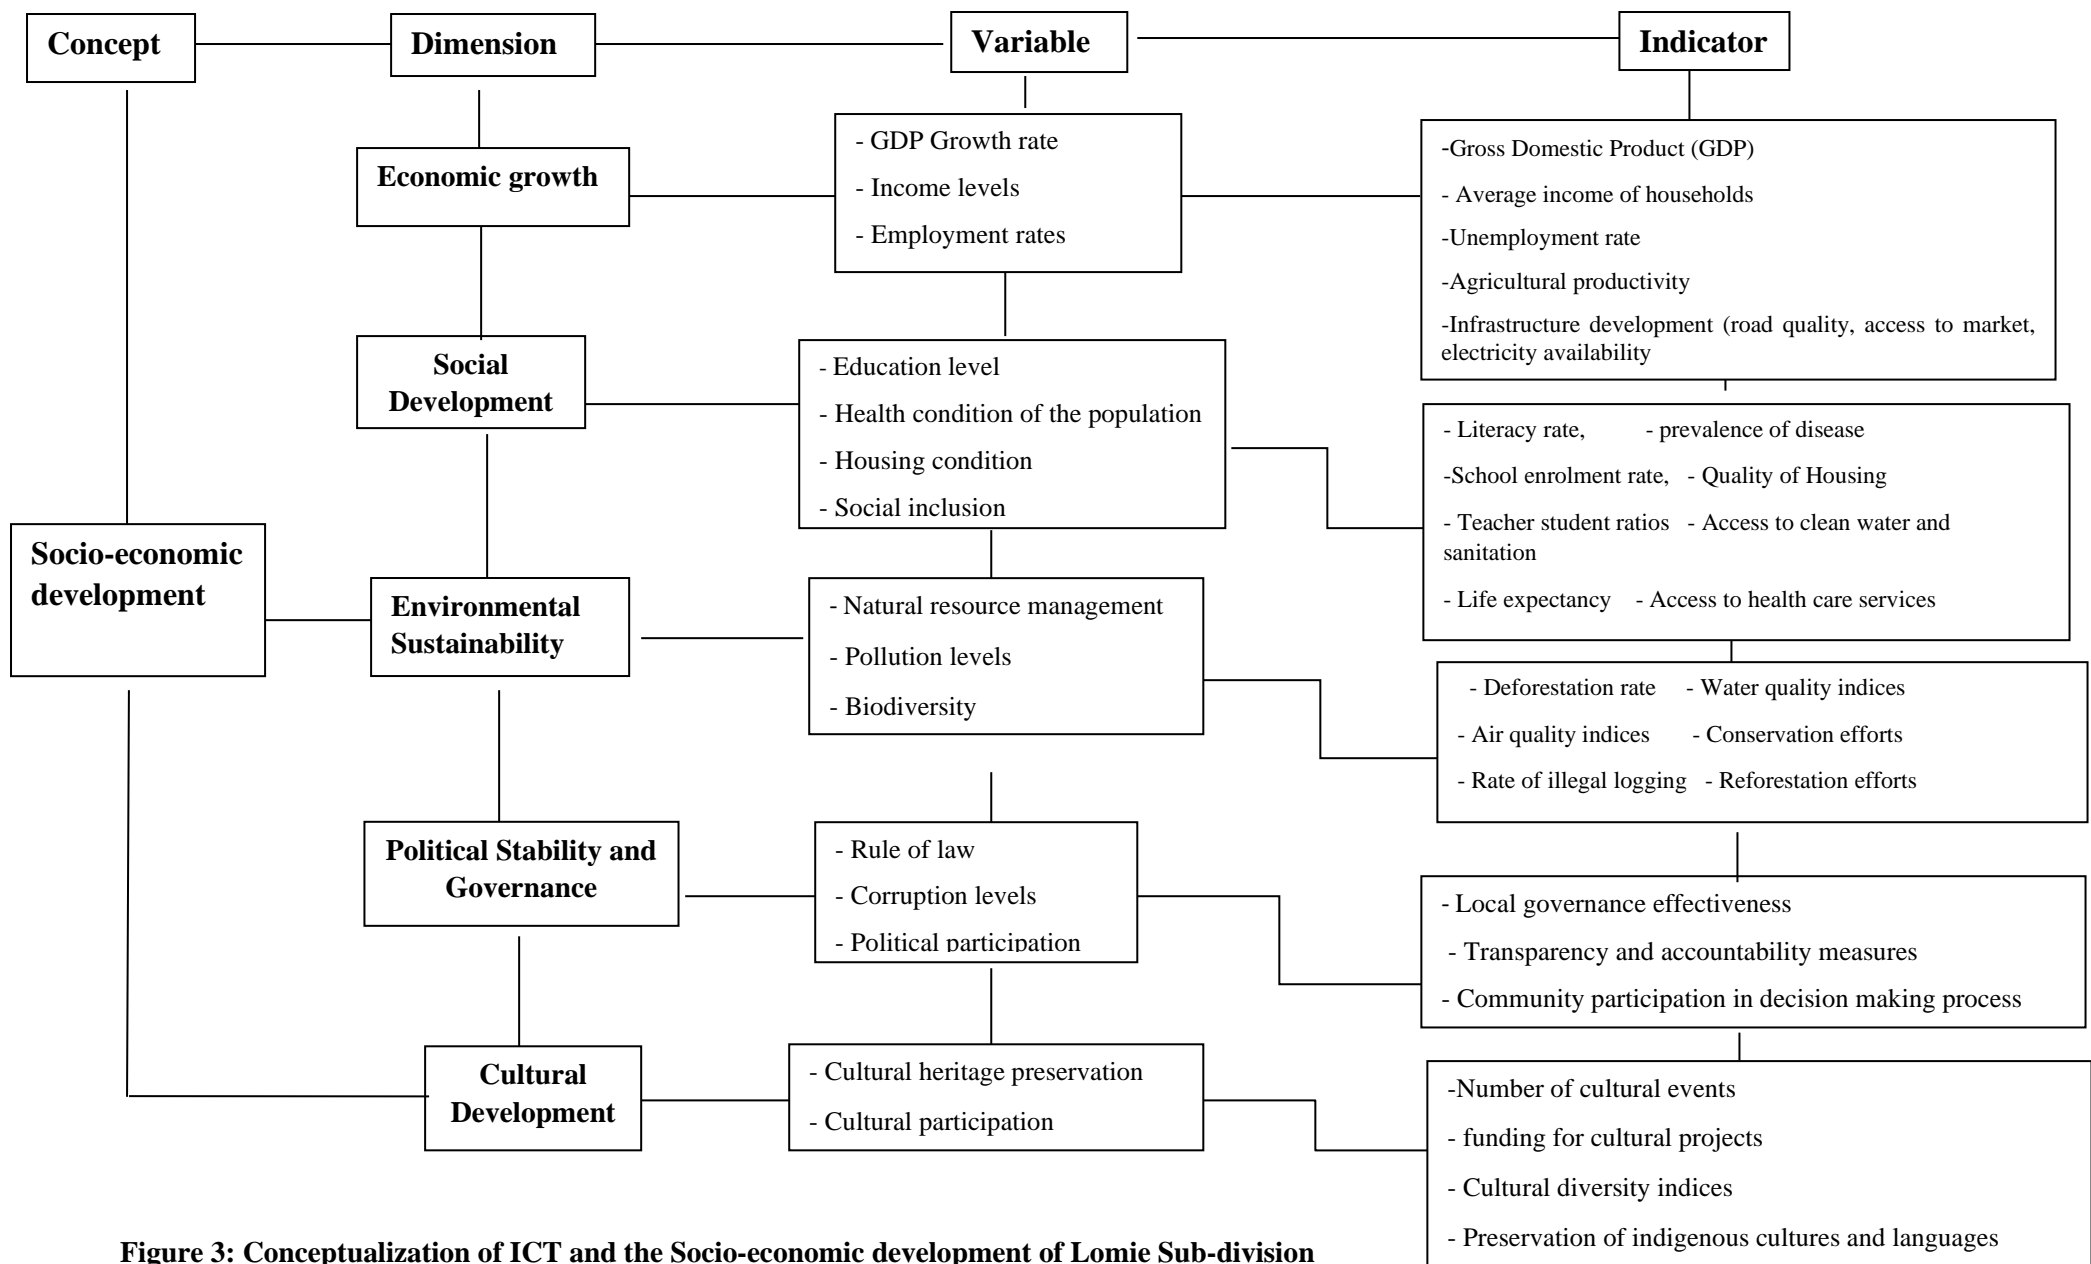 Concept
Dimension
Variable
Indicator
Economic growth
- GDP Growth rate
- Income levels
- Employment rates
-Gross Domestic Product (GDP)
- Average income of households
-Unemployment rate
-Agricultural productivity
-Infrastructure development (road quality, access to market,
electricity availability
Social
Development
- Education level
- Health condition of the population
- Housing condition
- Social inclusion
- Literacy rate, - prevalence of disease
-School enrolment rate, - Quality of Housing
- Teacher student ratios - Access to clean water and
sanitation
- Life expectancy - Access to health care services
Socio-economic
development
Environmental
Sustainability
- Natural resource management
- Pollution levels
- Biodiversity
- Deforestation rate - Water quality indices
- Air quality indices - Conservation efforts
- Rate of illegal logging - Reforestation efforts
Political Stability and
Governance
- Rule of law
- Corruption levels
- Political participation
- Local governance effectiveness
- Transparency and accountability measures
- Community participation in decision making process
Cultural
Development
- Cultural heritage preservation
- Cultural participation
-Number of cultural events
- funding for cultural projects
- Cultural diversity indices
- Preservation of indigenous cultures and languages
Figure 3: Conceptualization of ICT and the Socio-economic development of Lomie Sub-division